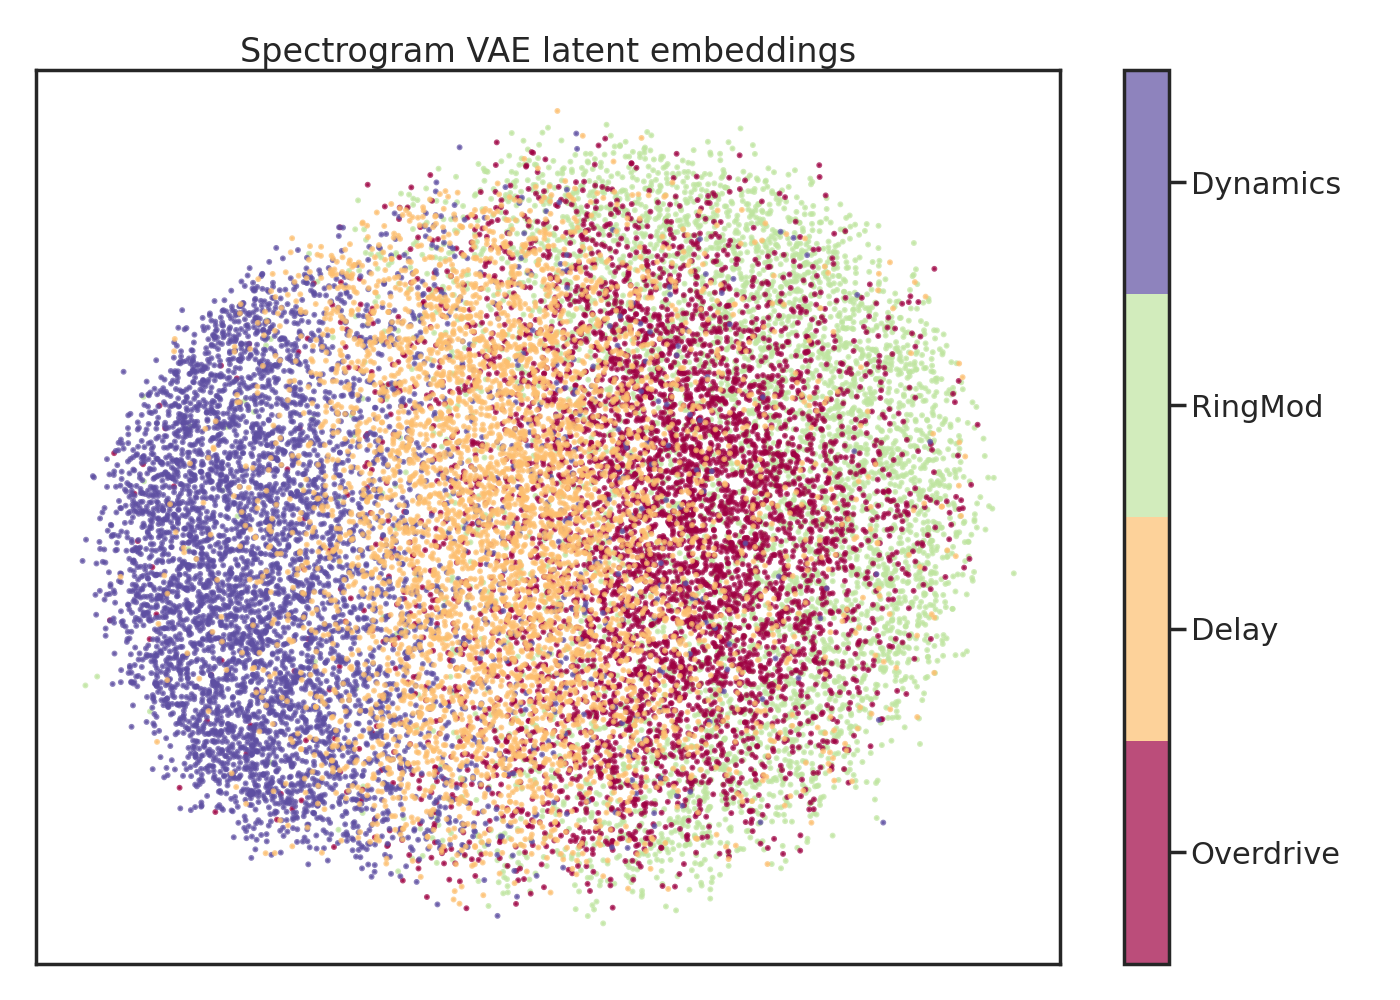 Spectrogram VAE latent embeddings
Dynamics
RingMod
Delay
Overdrive